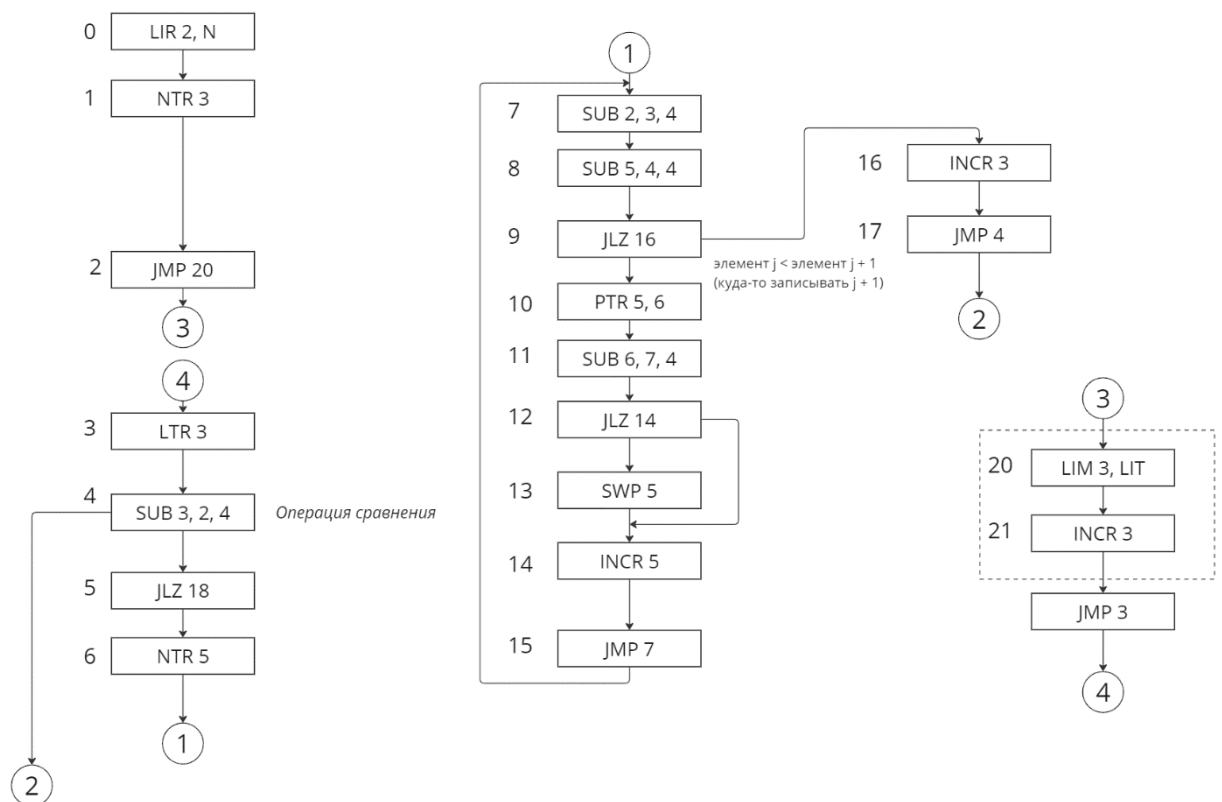 0
LIR 2, N
1
NTR 3
2
JMP 20
3
4
3
LTR 3
4
SUB 3, 2, 4
Операция сравнения
5
JLZ 18
6
NTR 5
1
2
1
7
SUB 2, 3, 4
8
SUB 5, 4, 4
9
JLZ 16
элемент j < элемент j + 1
(куда-то записывать j + 1)
10
PTR 5, 6
11
SUB 6, 7, 4
12
JLZ 14
13
SWP 5
14
INCR 5
15
JMP 7
16
INCR 3
17
JMP 4
2
3
20
LIM 3, LIT
21
INCR 3
JMP 3
4